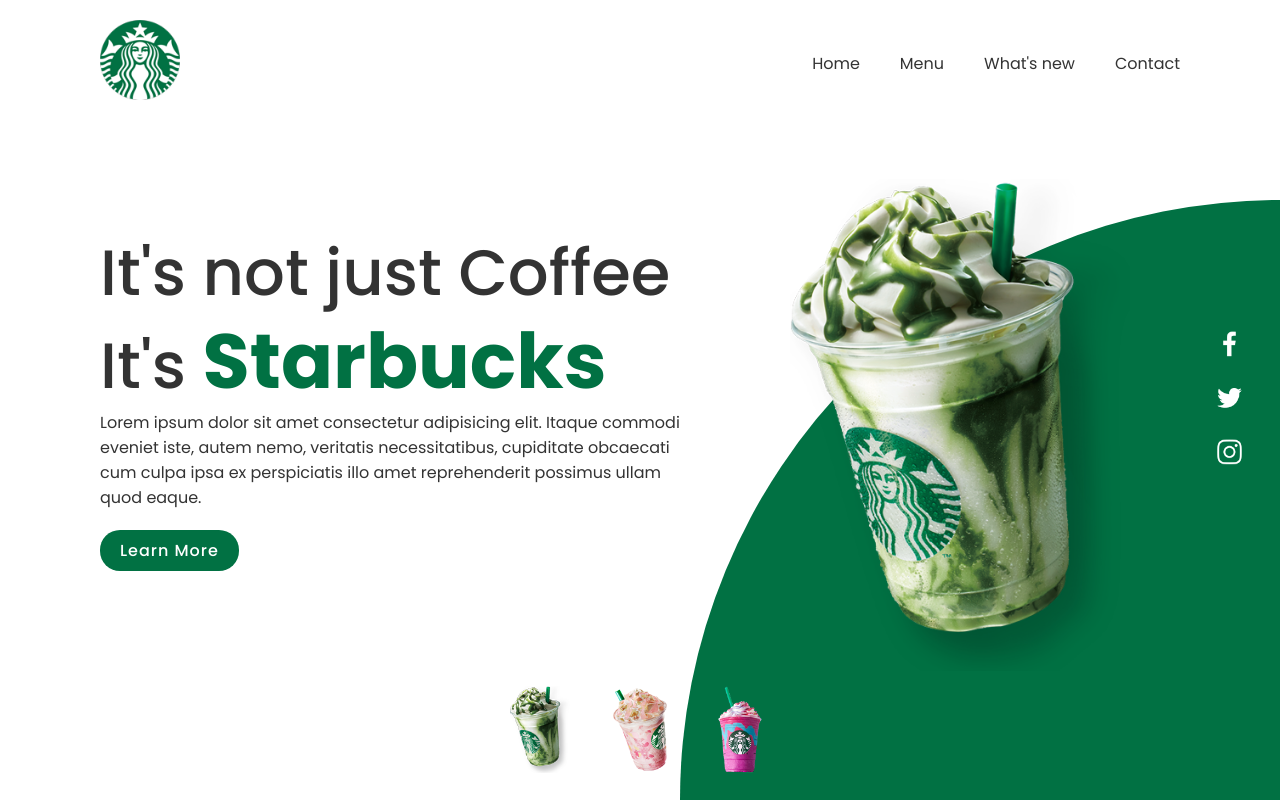 Home Menu What's new Contact
It's not just Coffee
It's Starbucks
Lorem ipsum dolor sit amet consectetur adipisicing elit. Itaque commodi
eveniet iste, autem nemo, veritatis necessitatibus, cupiditate obcaecati
cum culpa ipsa ex perspiciatis illo amet reprehenderit possimus ullam
quod eaque.
Learn More